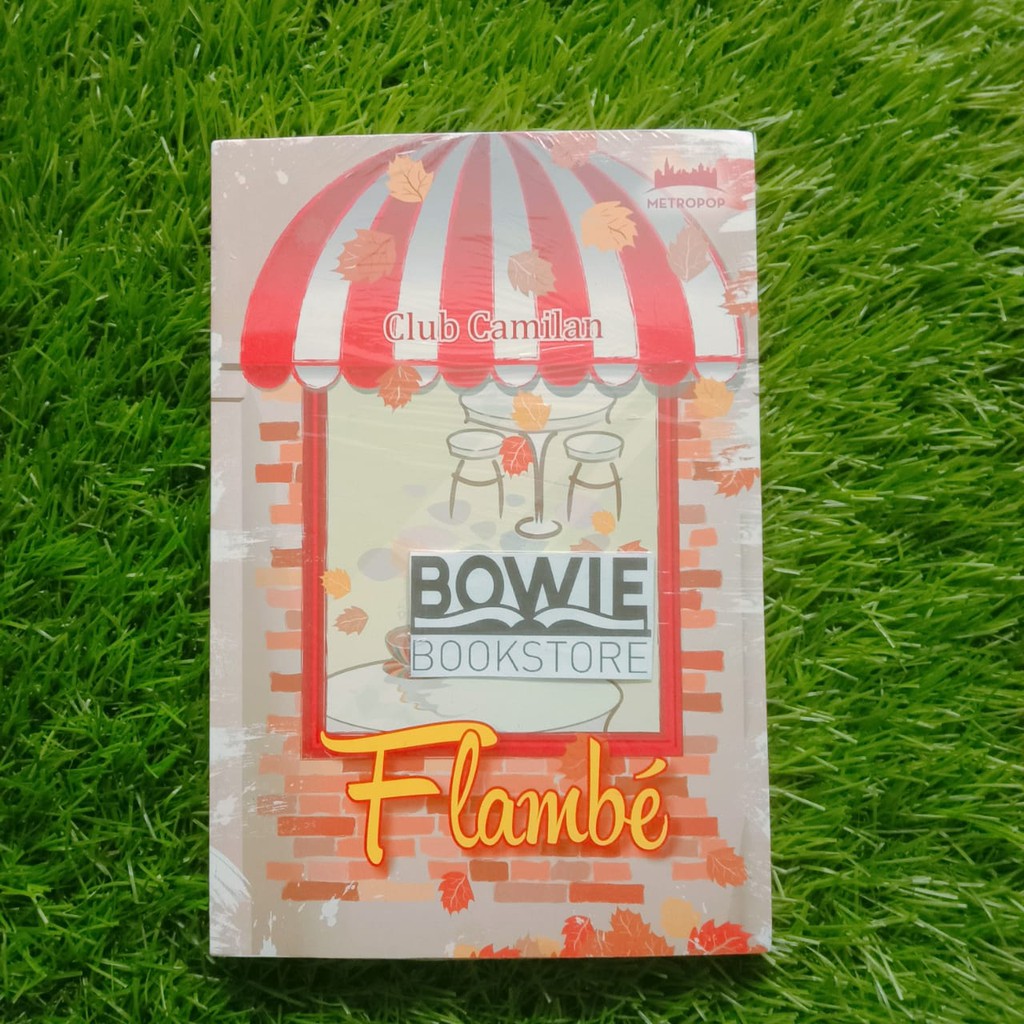 METROPOP
Club Camilan
BOWIE
BOOKSTORE
Flambé